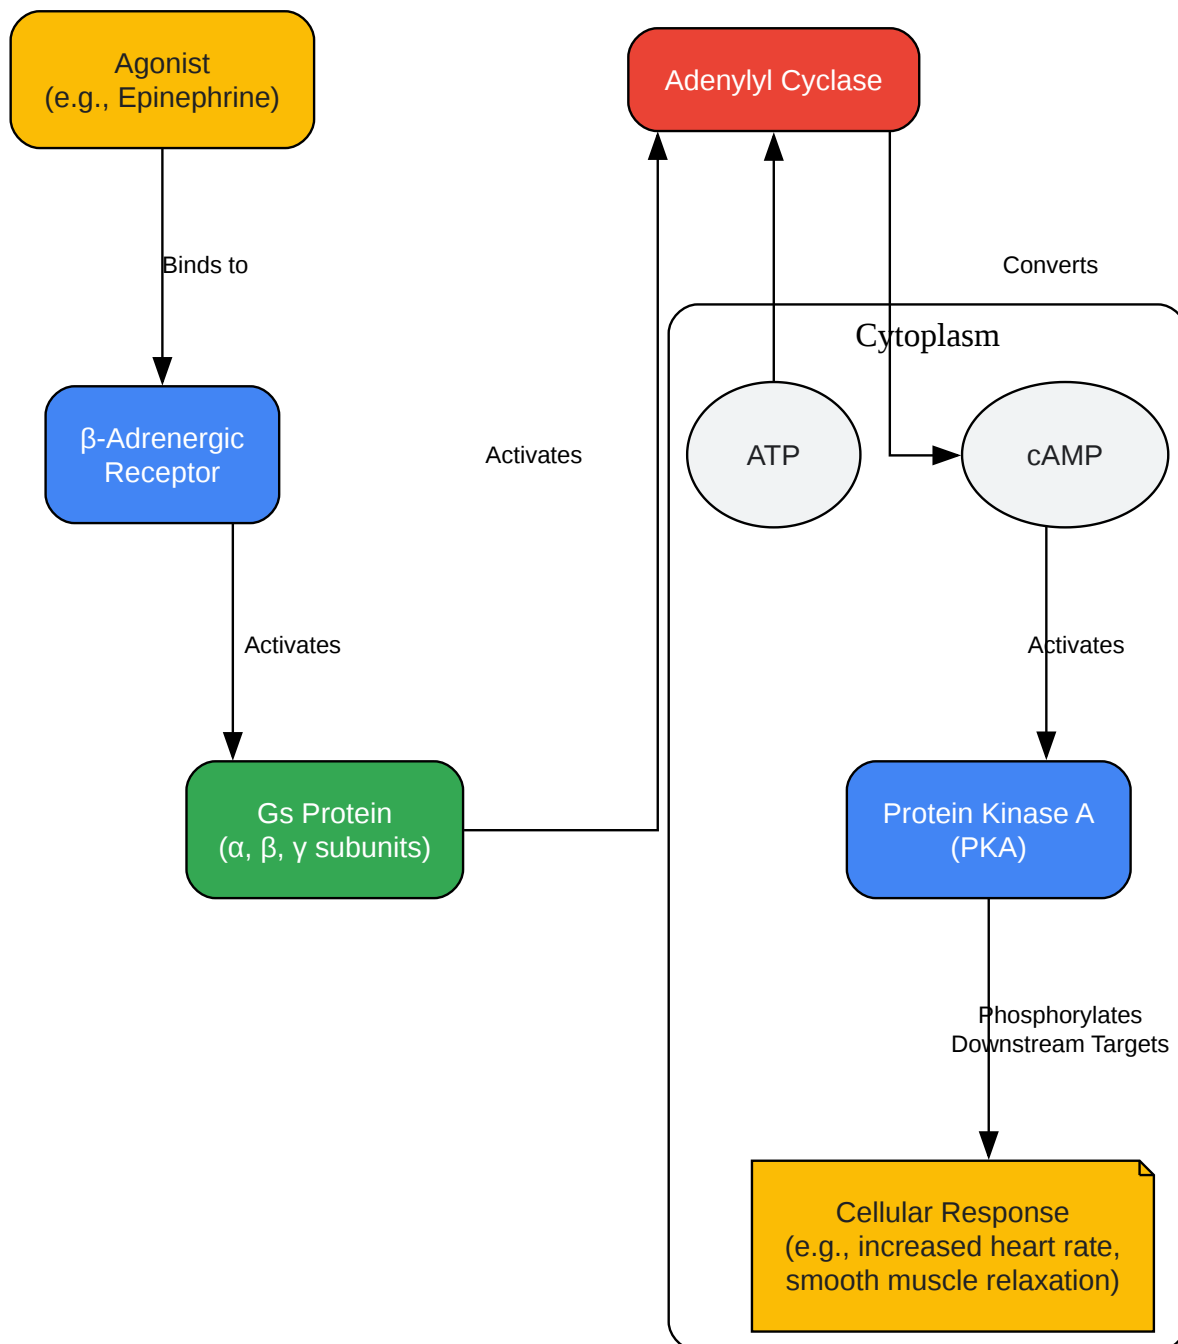 Agonist
(e.g., Epinephrine)
Adenylyl Cyclase
Binds to
Converts
Cytoplasm
β-Adrenergic
Receptor
Activates
ATP
cAMP
Activates
Activates
Gs Protein
(α, β, γ subunits)
Protein Kinase A
(PKA)
Phosphorylates
Downstream Targets
Cellular Response
(e.g., increased heart rate,
smooth muscle relaxation)